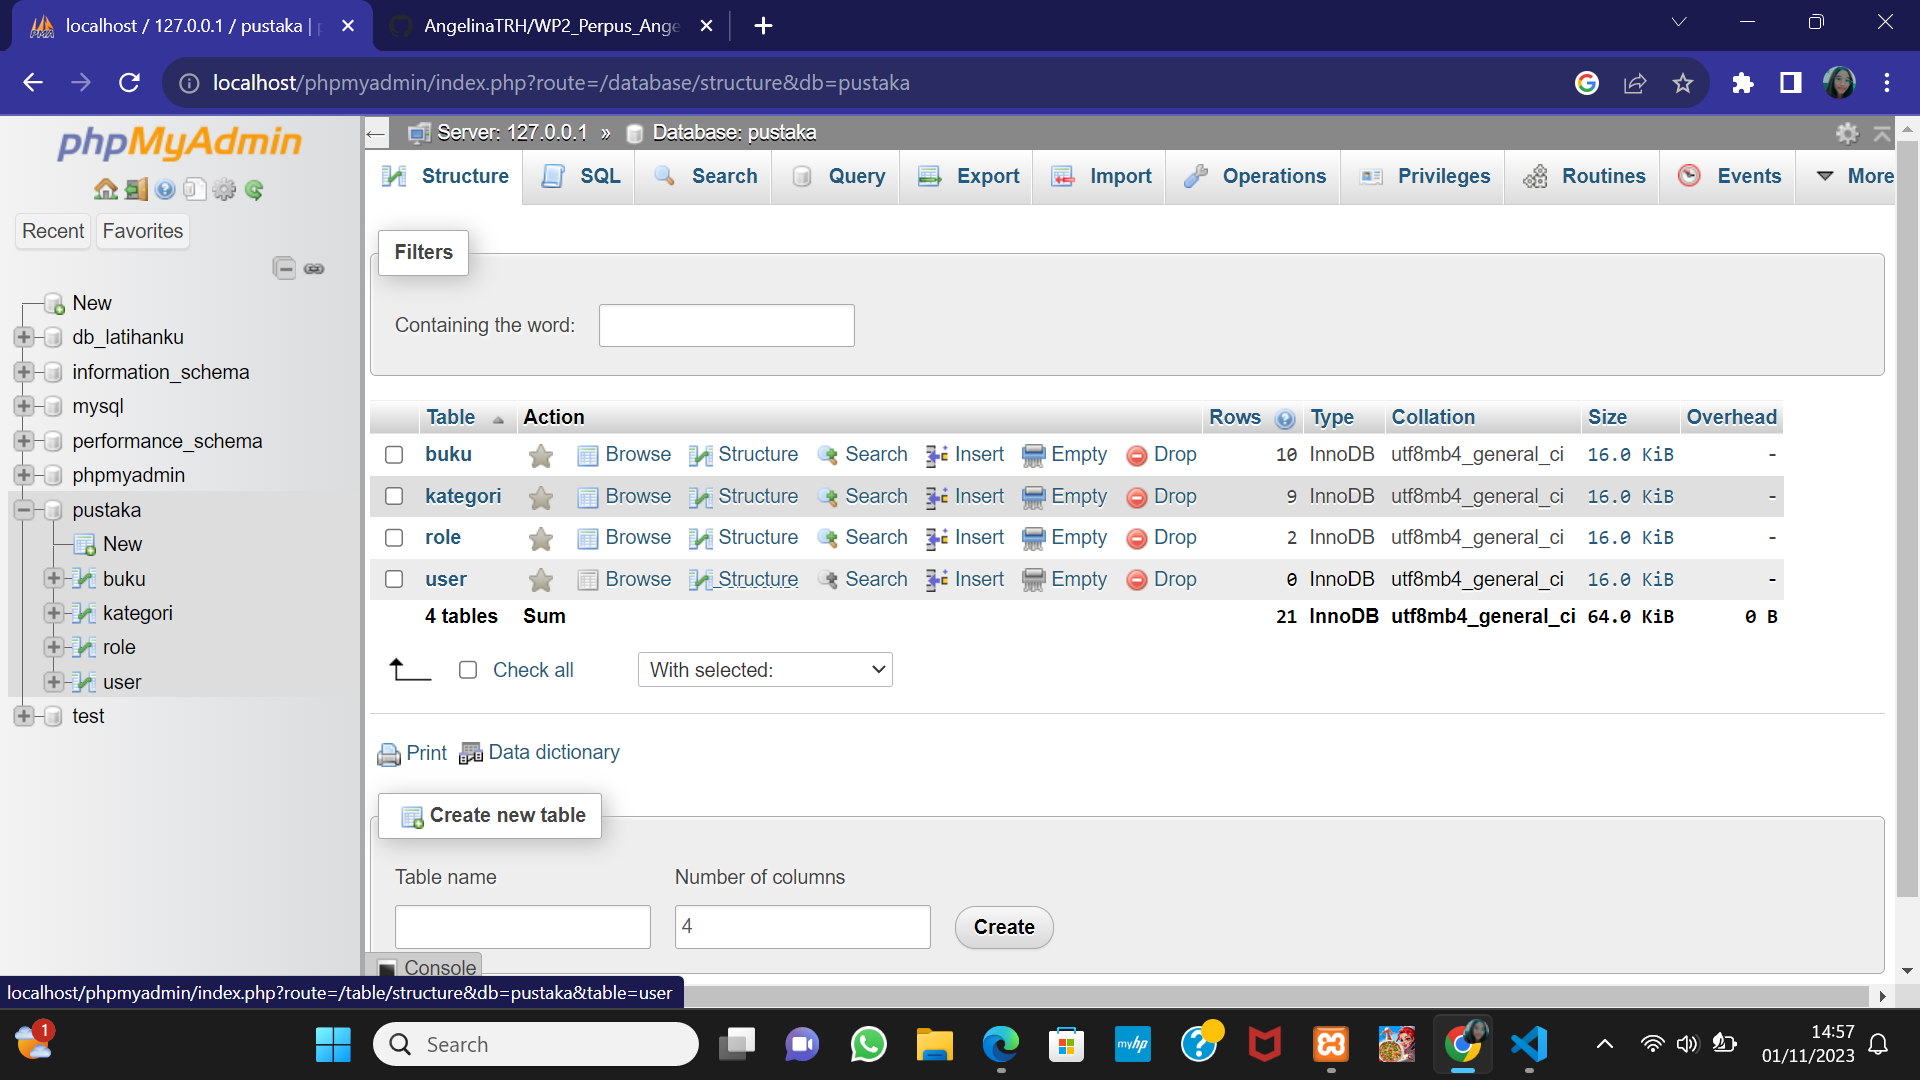 localhost / 127.0.0.1 / pustaka |
AngelinaTRH/WP2_Perpus_Ange
localhost/phpmyadmin/index.php?route=/database/structure&db=pustaka
phpMyAdmin
Recent
Favorites
New
db_latihanku
information_schema
mysql
performance_schema
phpmyadmin
pustaka
New
buku
kategori
role
user
test
Server: 127.0.0.1 » Database: pustaka
Structure SQL Search Query Export Import Operations Privileges Routines Events More
Filters
Containing the word:
Table Action Rows Type Collation Size Overhead
buku Browse Structure Search Insert Empty Drop 10 InnoDB utf8mb4_general_ci 16.0 KiB -
kategori Browse Structure Search Insert Empty Drop 9 InnoDB utf8mb4_general_ci 16.0 KiB -
role Browse Structure Search Insert Empty Drop 2 InnoDB utf8mb4_general_ci 16.0 KiB -
user Browse Structure Search Insert Empty Drop 0 InnoDB utf8mb4_general_ci 16.0 KiB -
4 tables Sum 21 InnoDB utf8mb4_general_ci 64.0 KiB 0 B
Check all
With selected:
Print Data dictionary
Create new table
Table name Number of columns
4 Create
Console
localhost/phpmyadmin/index.php?route=/table/structure&db=pustaka&table=user
1
Search
myhp
14:57
01/11/2023